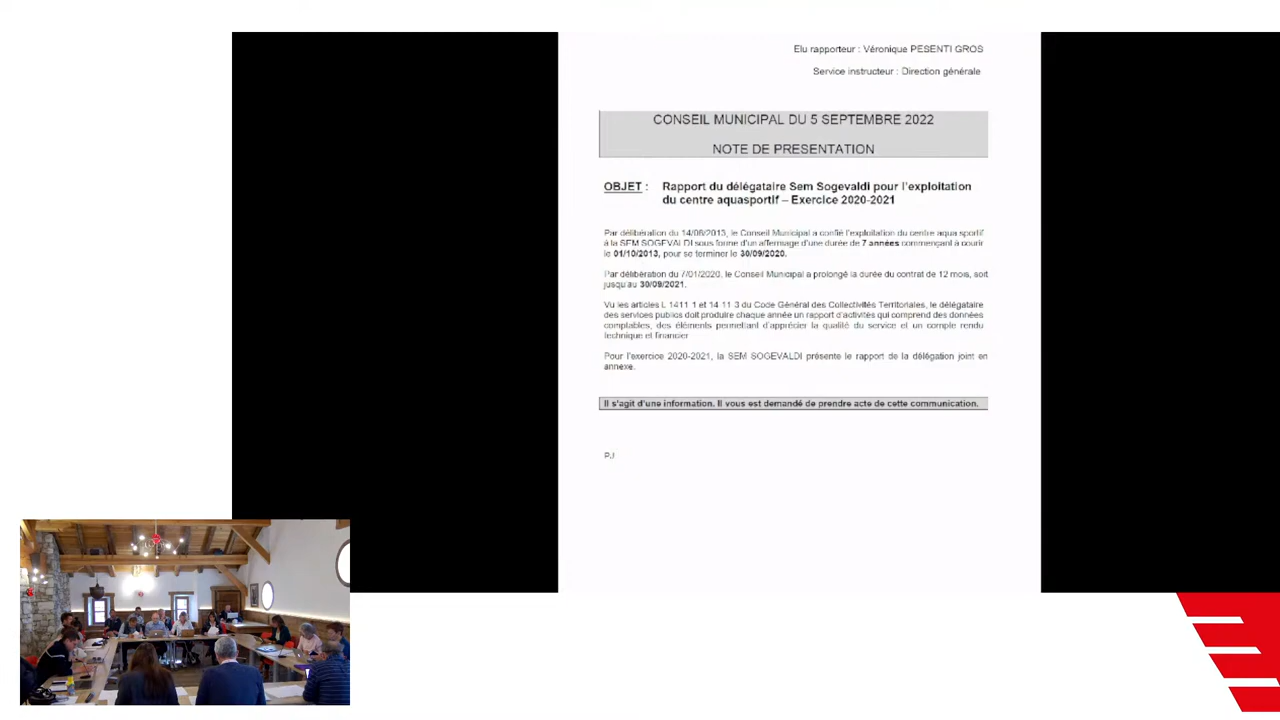 Elu rapporteur : Véronique PESENTI GROS
Service instructeur : Direction générale
CONSEIL MUNICIPAL DU 5 SEPTEMBRE 2022
NOTE DE PRESENTATION
OBJET : Rapport du délégataire Sem Sogevaldi pour l'exploitation
du centre aquasportif – Exercice 2020-2021
Par délibération du 14/08/2013, le Conseil Municipal a confié l'exploitation du centre aqua sportif
à la SEM SOGEVALDI sous forme d'un affermage d'une durée de 7 années commençant à courir
le 01/10/2013, pour se terminer le 30/09/2020.
Par délibération du 7/01/2020, le Conseil Municipal a prolongé la durée du contrat de 12 mois, soit
jusqu'au 30/09/2021.
Vu les articles L 1411 1 et 14 11 3 du Code Général des Collectivités Territoriales, le délégataire
des services publics doit produire chaque année un rapport d'activités qui comprend des données
comptables, des éléments permettant d'apprécier la qualité du service et un compte rendu
technique et financier
Pour l'exercice 2020-2021, la SEM SOGEVALDI présente le rapport de la délégation joint en
annexe.
Il s'agit d'une information. Il vous est demandé de prendre acte de cette communication.
PJ